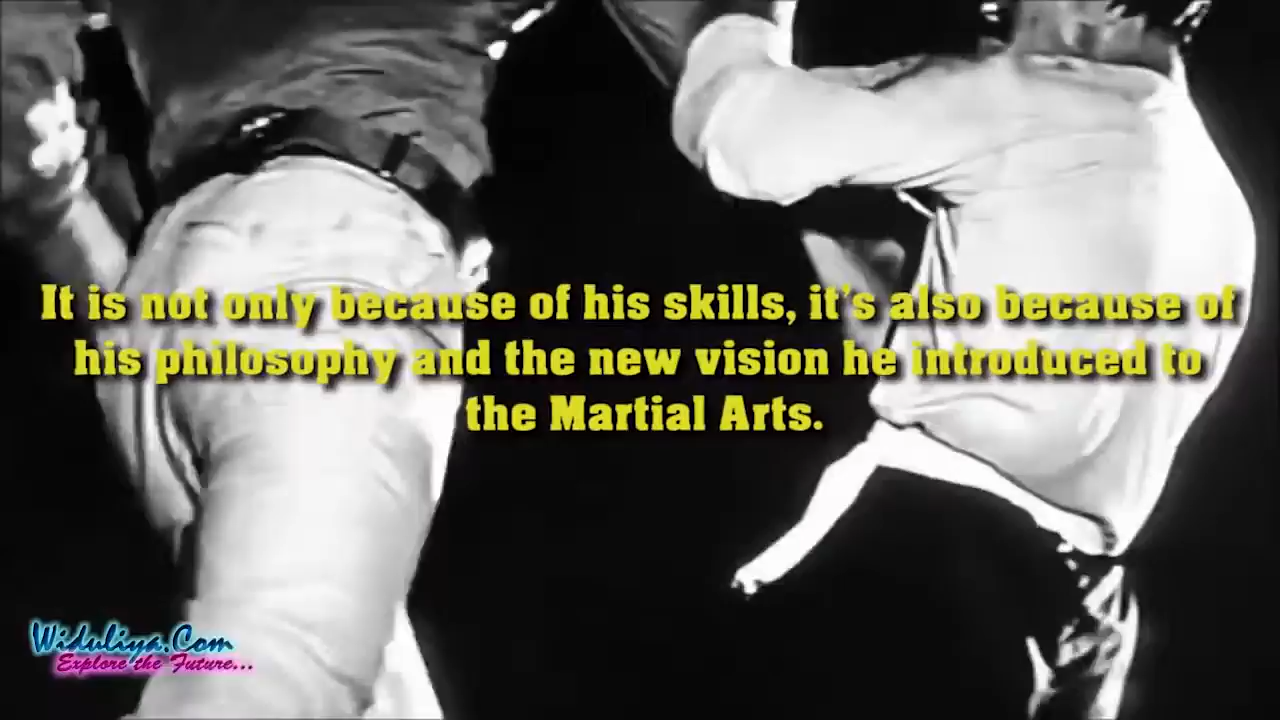 It is not only because of his skills, it's also because of
his philosophy and the new vision he introduced to
the Martial Arts.
Widuliya.Com
Explore the Future...